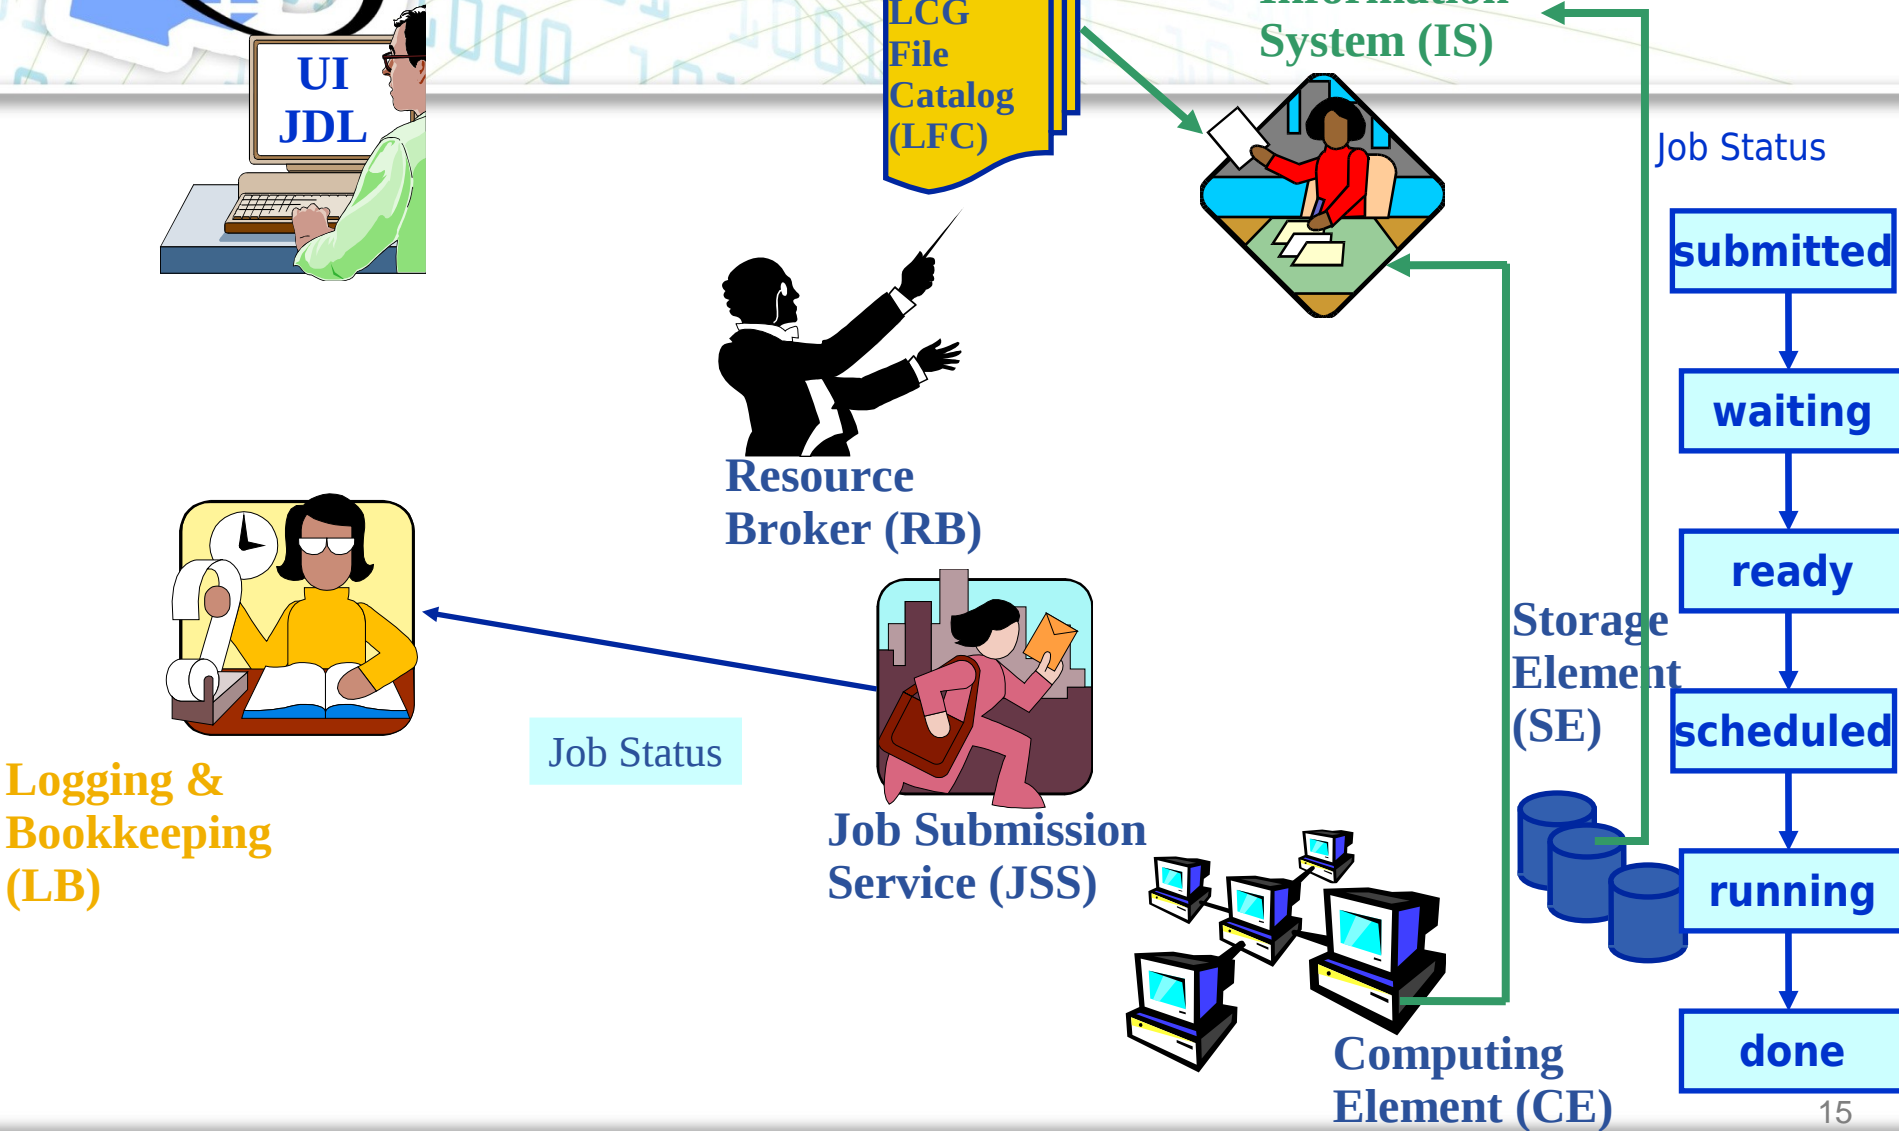 UI
JDL
LCG
File
Catalog
(LFC)
Information
System (IS)
Job Status
submitted
waiting
ready
scheduled
running
done
Resource
Broker (RB)
Storage
Element
(SE)
Job Status
Logging &
Bookkeeping
(LB)
Job Submission
Service (JSS)
Computing
Element (CE)
15